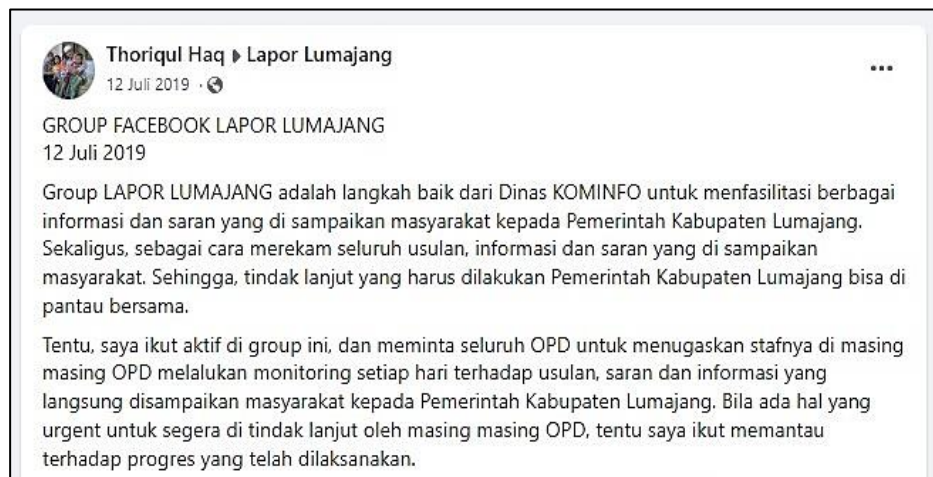 Thoriqul Haq ▸ Lapor Lumajang
12 Juli 2019 ·
GROUP FACEBOOK LAPOR LUMAJANG
12 Juli 2019
Group LAPOR LUMAJANG adalah langkah baik dari Dinas KOMINFO untuk menfasilitasi berbagai
informasi dan saran yang di sampaikan masyarakat kepada Pemerintah Kabupaten Lumajang.
Sekaligus, sebagai cara merekam seluruh usulan, informasi dan saran yang di sampaikan
masyarakat. Sehingga, tindak lanjut yang harus dilakukan Pemerintah Kabupaten Lumajang bisa di
pantau bersama.
Tentu, saya ikut aktif di group ini, dan meminta seluruh OPD untuk menugaskan stafnya di masing
masing OPD melalukan monitoring setiap hari terhadap usulan, saran dan informasi yang
langsung disampaikan masyarakat kepada Pemerintah Kabupaten Lumajang. Bila ada hal yang
urgent untuk segera di tindak lanjut oleh masing masing OPD, tentu saya ikut memantau
terhadap progres yang telah dilaksanakan.